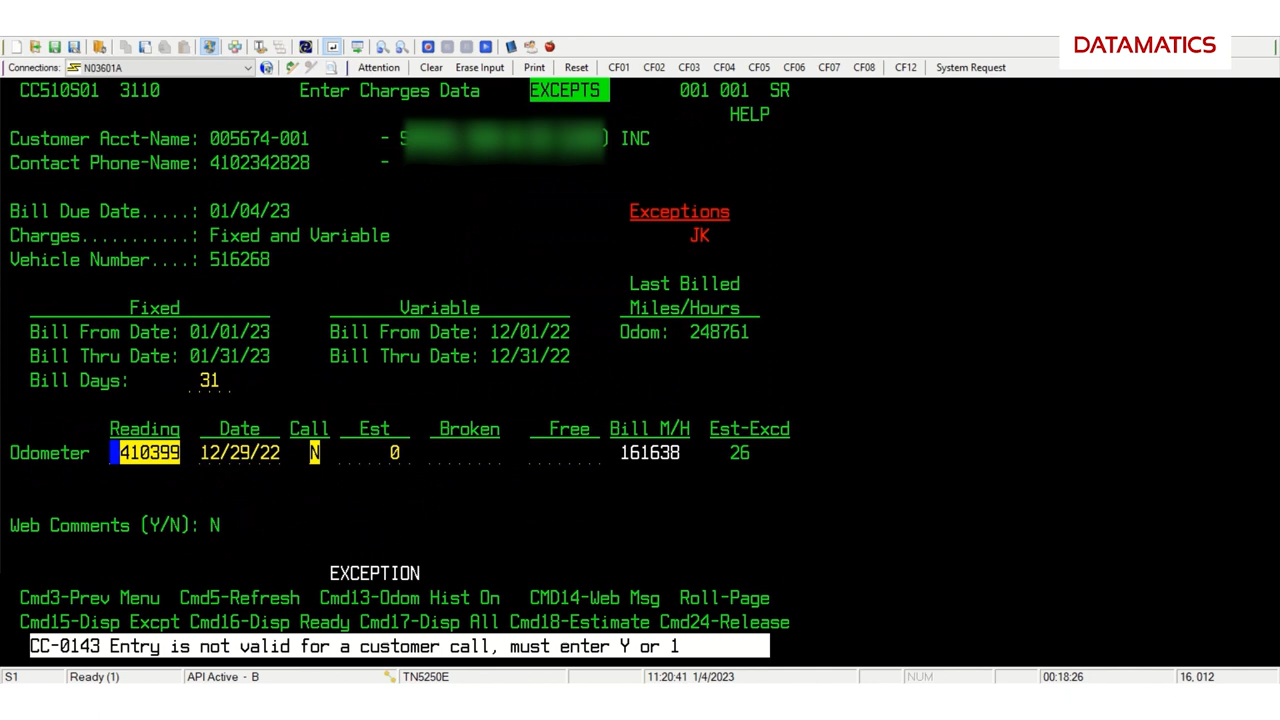 DATAMATICS
Connections: N03601A Attention Clear Erase Input Print Reset CF01 CF02 CF03 CF04 CF05 CF06 CF07 CF08 CF12 System Request
CC510S01 3110 Enter Charges Data EXCEPTS 001 001 SR
HELP
Customer Acct-Name: 005674-001 - S ) INC
Contact Phone-Name: 4102342828 -
Bill Due Date.....: 01/04/23 Exceptions
Charges...........: Fixed and Variable JK
Vehicle Number....: 516268
Last Billed
Fixed Variable Miles/Hours
Bill From Date: 01/01/23 Bill From Date: 12/01/22 Odom: 248761
Bill Thru Date: 01/31/23 Bill Thru Date: 12/31/22
Bill Days: 31
Reading Date Call Est Broken Free Bill M/H Est-Excd
Odometer 410399 12/29/22 N 0 161638 26
Web Comments (Y/N): N
EXCEPTION
Cmd3-Prev Menu Cmd5-Refresh Cmd13-Odom Hist On CMD14-Web Msg Roll-Page
Cmd15-Disp Excpt Cmd16-Disp Ready Cmd17-Disp All Cmd18-Estimate Cmd24-Release
CC-0143 Entry is not valid for a customer call, must enter Y or 1
S1 Ready (1) API Active - B TN5250E 11:20:41 1/4/2023 NUM 00:18:26 16, 012